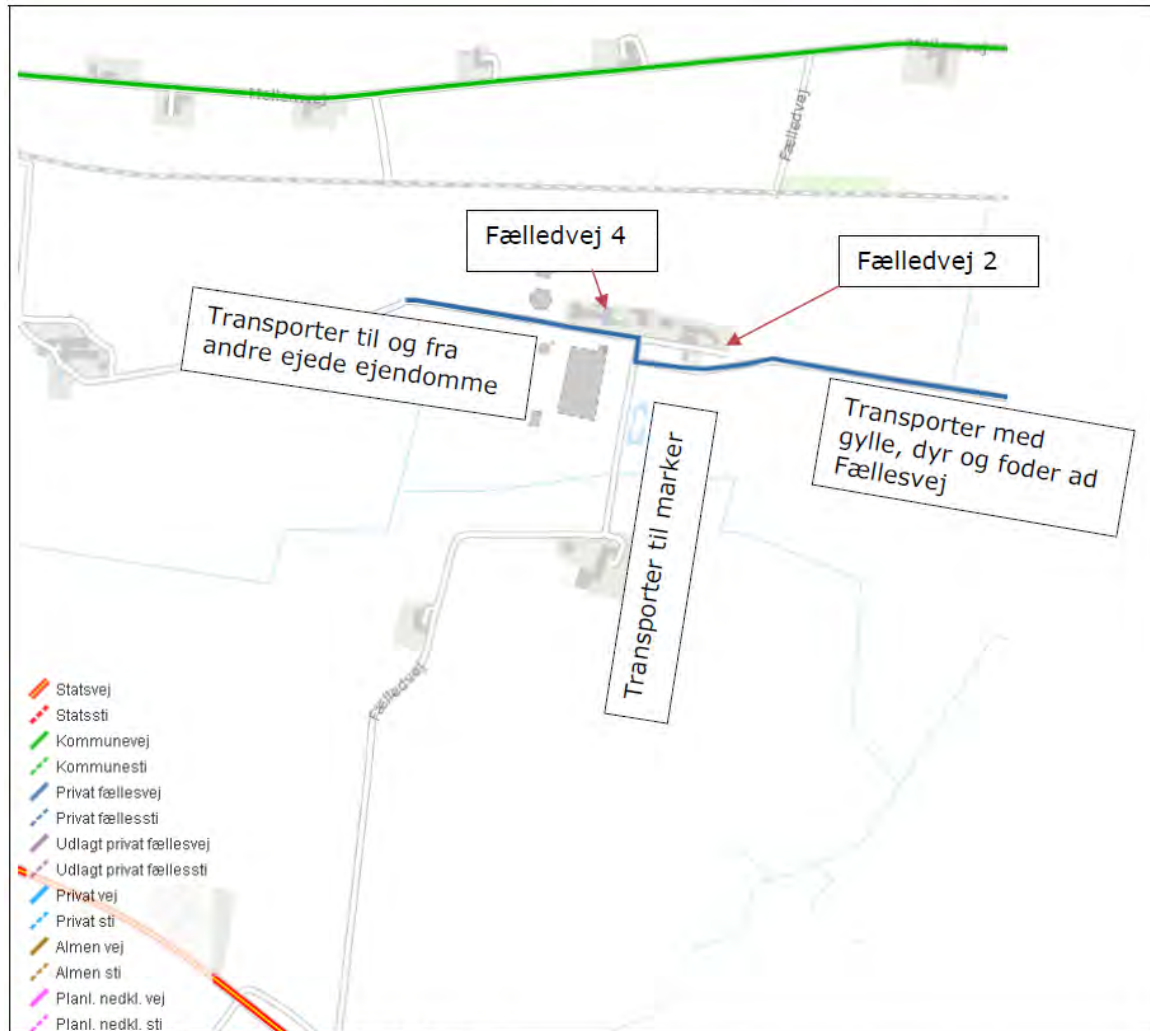 Hellenvej
Fælledvej
Fælledvej 4
Fælledvej 2
Transporter til og fra
andre ejede ejendomme
Transporter med
gylle, dyr og foder ad
Fællesvej
Transporter til marker
Fælledvej
Statsvej
Statssti
Kommunevej
Kommunesti
Privat fællesvej
Privat fællessti
Udlagt privat fællesvej
Udlagt privat fællessti
Privat vej
Privat sti
Almen vej
Almen sti
Planl. nedkl. vej
Planl. nedkl. sti